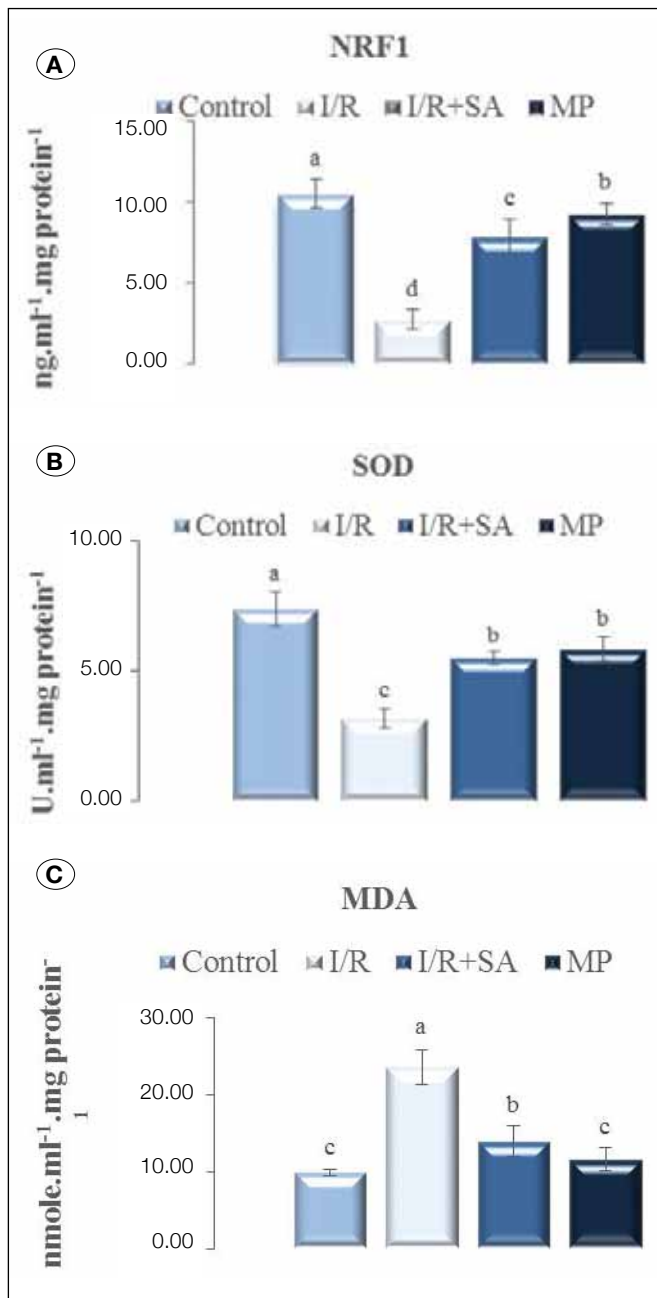 A
NRF1
Control I/R I/R+SA MP
ng.ml-1.mg protein-1
15.00
10.00
5.00
0.00
a
d
c
b
B
SOD
Control I/R I/R+SA MP
U.ml-1.mg protein-1
10.00
5.00
0.00
a
c
b
b
C
MDA
Control I/R I/R+SA MP
nmole.ml-1.mg protein-
1
30.00
20.00
10.00
0.00
c
a
b
c